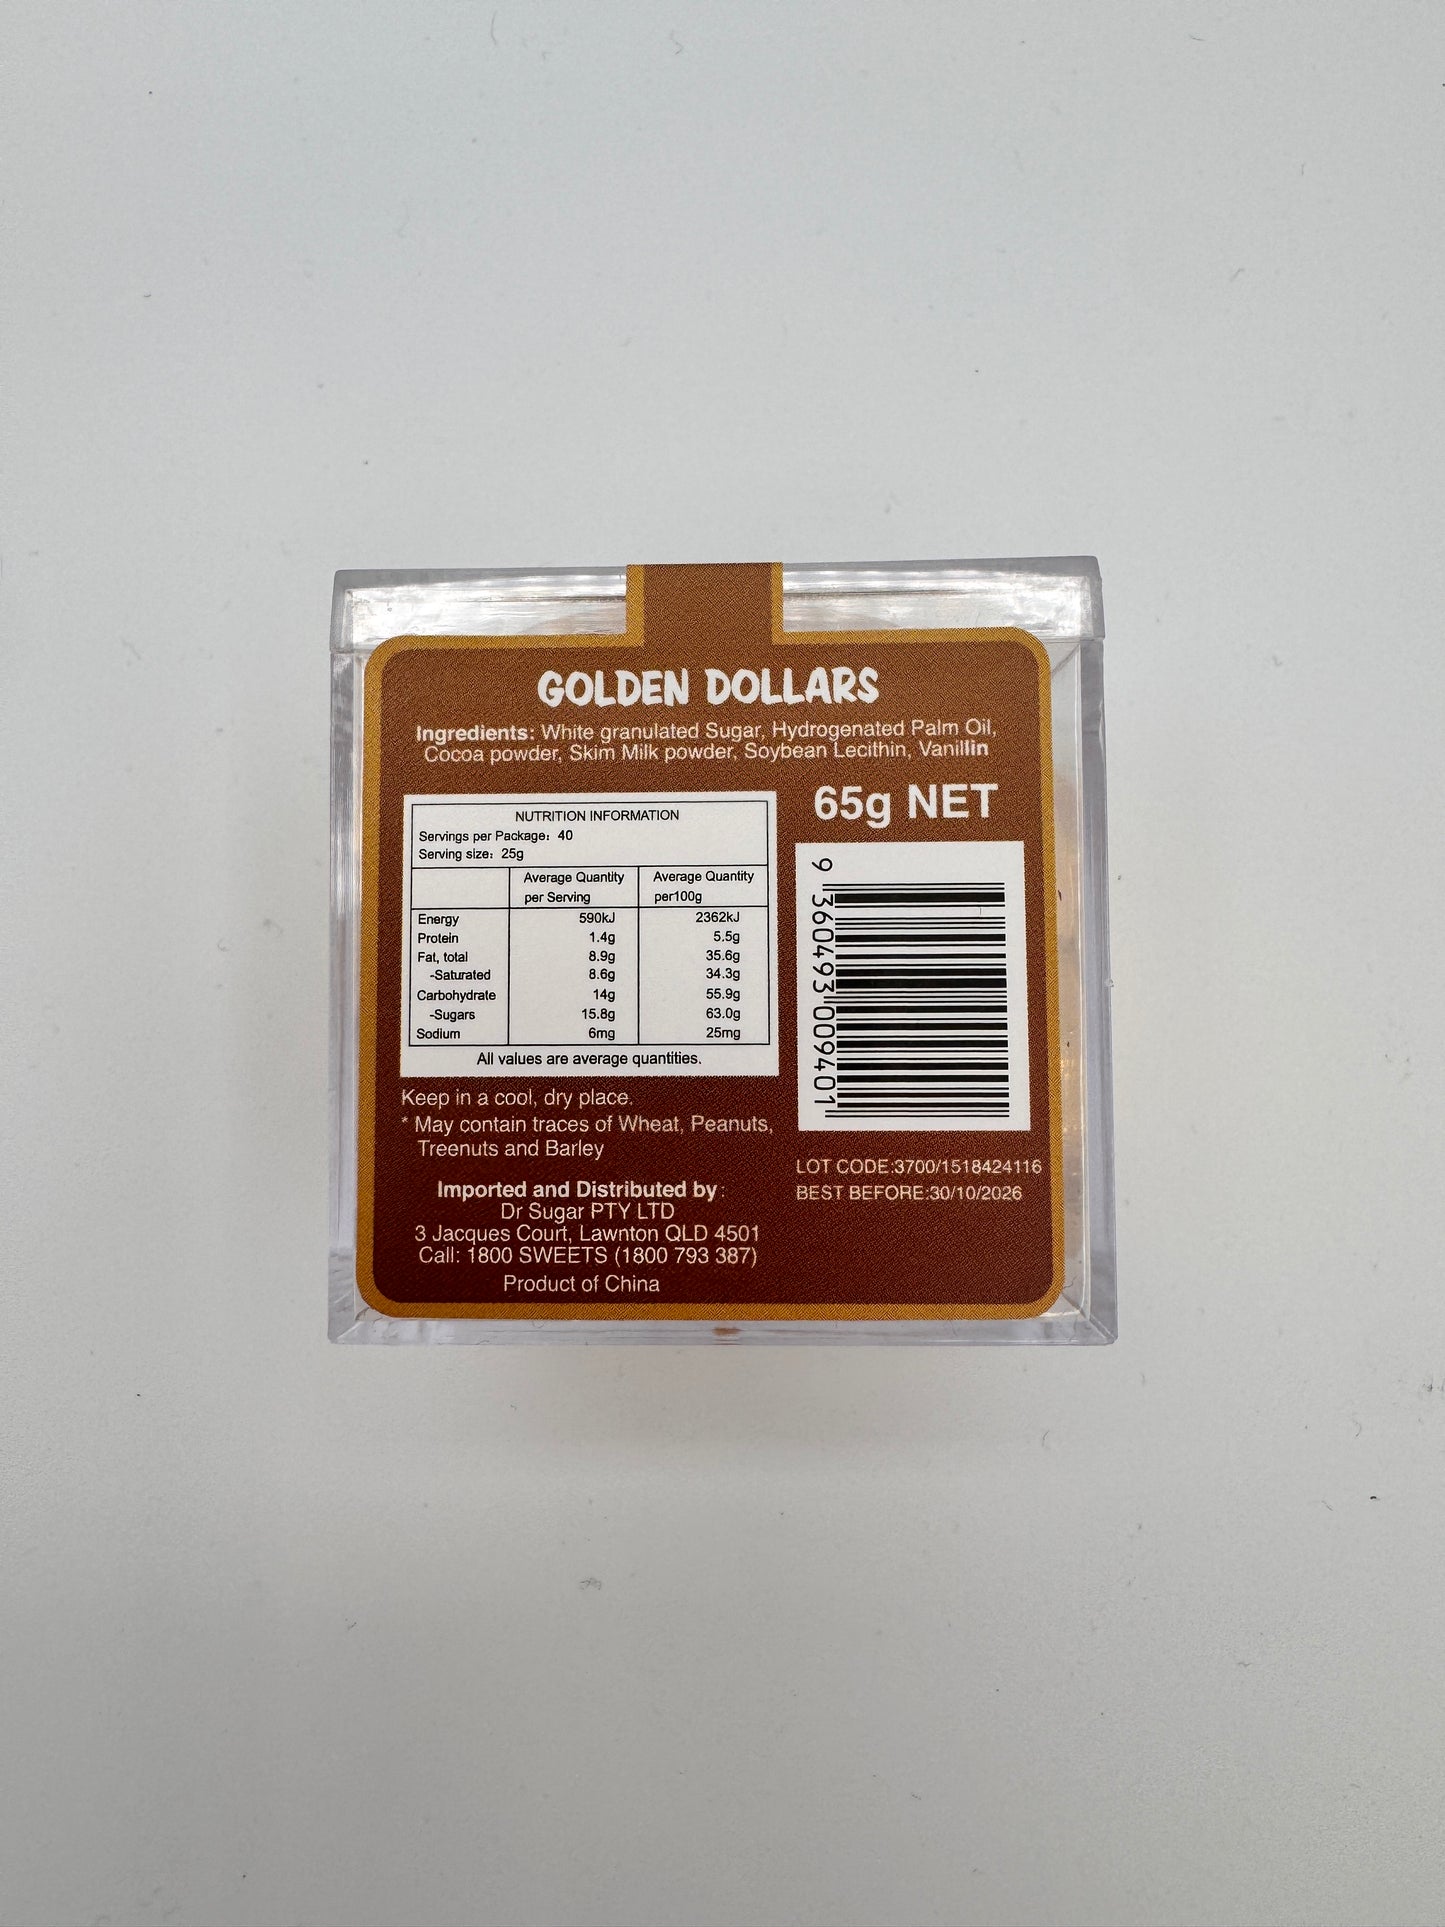 GOLDEN DOLLARS
Ingredients: White granulated Sugar, Hydrogenated Palm Oil,
Cocoa powder, Skim Milk powder, Soybean Lecithin, Vanillin
65g NET
NUTRITION INFORMATION
Servings per Package: 40
Serving size: 25g
Average Quantity per Serving Average Quantity per100g
Energy 590kJ 2362kJ
Protein 1.4g 5.5g
Fat, total 8.9g 35.6g
-Saturated 8.6g 34.3g
Carbohydrate 14g 55.9g
-Sugars 15.8g 63.0g
Sodium 6mg 25mg
All values are average quantities.
9 360493 009401
Keep in a cool, dry place.
* May contain traces of Wheat, Peanuts,
Treenuts and Barley
LOT CODE:3700/1518424116
BEST BEFORE:30/10/2026
Imported and Distributed by:
Dr Sugar PTY LTD
3 Jacques Court, Lawnton QLD 4501
Call: 1800 SWEETS (1800 793 387)
Product of China